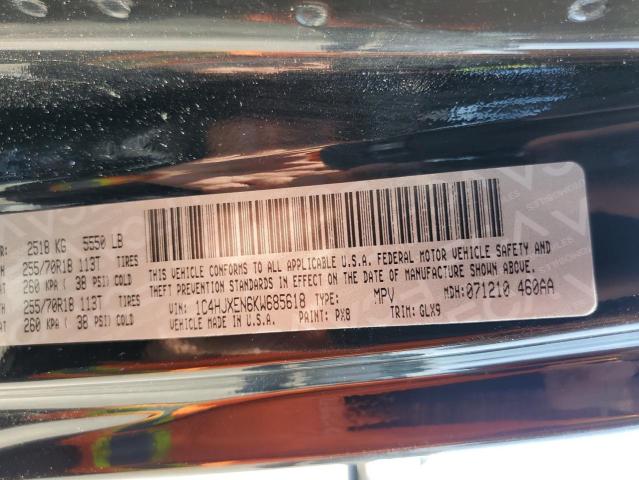 R: 2518 KG 5550 LB
255/70R18 113T TIRES
260 KPA ( 38 PSI) COLD
255/70R18 113T TIRES
260 KPA ( 38 PSI) COLD
THIS VEHICLE CONFORMS TO ALL APPLICABLE U.S.A. FEDERAL MOTOR VEHICLE SAFETY AND
THEFT PREVENTION STANDARDS IN EFFECT ON THE DATE OF MANUFACTURE SHOWN ABOVE.
VIN: 1C4HJXEN6KW685618 TYPE: MPV MDH: 071210 460AA
VEHICLE MADE IN U.S.A. PAINT: PX8 TRIM: GLX9